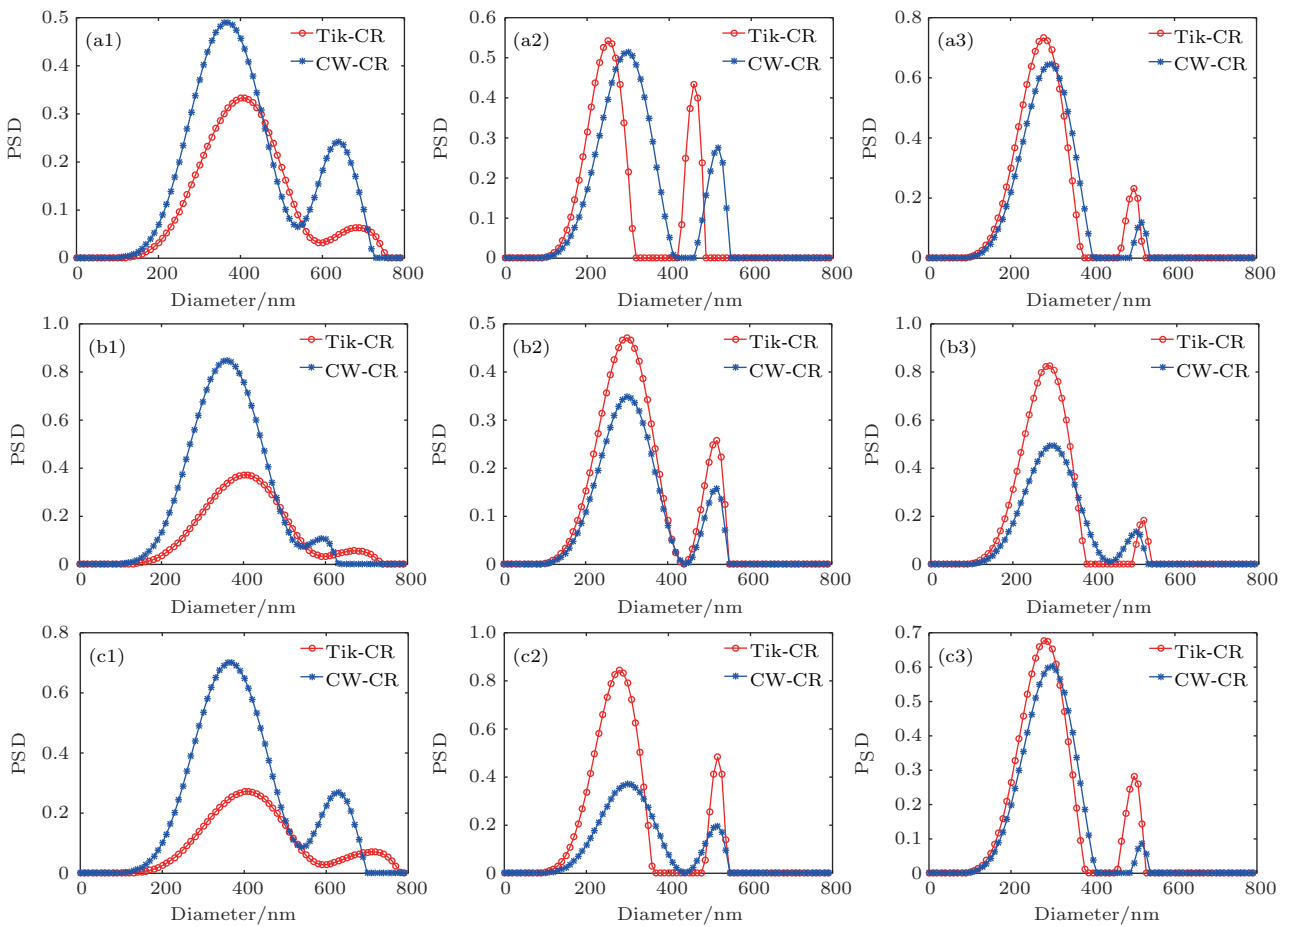 (a1)
Tik-CR
CW-CR
0.5
0.4
0.3
0.2
0.1
0
PSD
0 200 400 600 800
Diameter/nm
(a2)
Tik-CR
CW-CR
0.6
0.5
0.4
0.3
0.2
0.1
0
PSD
0 200 400 600 800
Diameter/nm
(a3)
Tik-CR
CW-CR
0.8
0.6
0.4
0.2
0
PSD
0 200 400 600 800
Diameter/nm
(b1)
Tik-CR
CW-CR
1.0
0.8
0.6
0.4
0.2
0
PSD
0 200 400 600 800
Diameter/nm
(b2)
Tik-CR
CW-CR
0.5
0.4
0.3
0.2
0.1
0
PSD
0 200 400 600 800
Diameter/nm
(b3)
Tik-CR
CW-CR
1.0
0.8
0.6
0.4
0.2
0
PSD
0 200 400 600 800
Diameter/nm
(c1)
Tik-CR
CW-CR
0.8
0.6
0.4
0.2
0
PSD
0 200 400 600 800
Diameter/nm
(c2)
Tik-CR
CW-CR
1.0
0.8
0.6
0.4
0.2
0
PSD
0 200 400 600 800
Diameter/nm
(c3)
Tik-CR
CW-CR
0.7
0.6
0.5
0.4
0.3
0.2
0.1
0
PSD
0 200 400 600 800
Diameter/nm